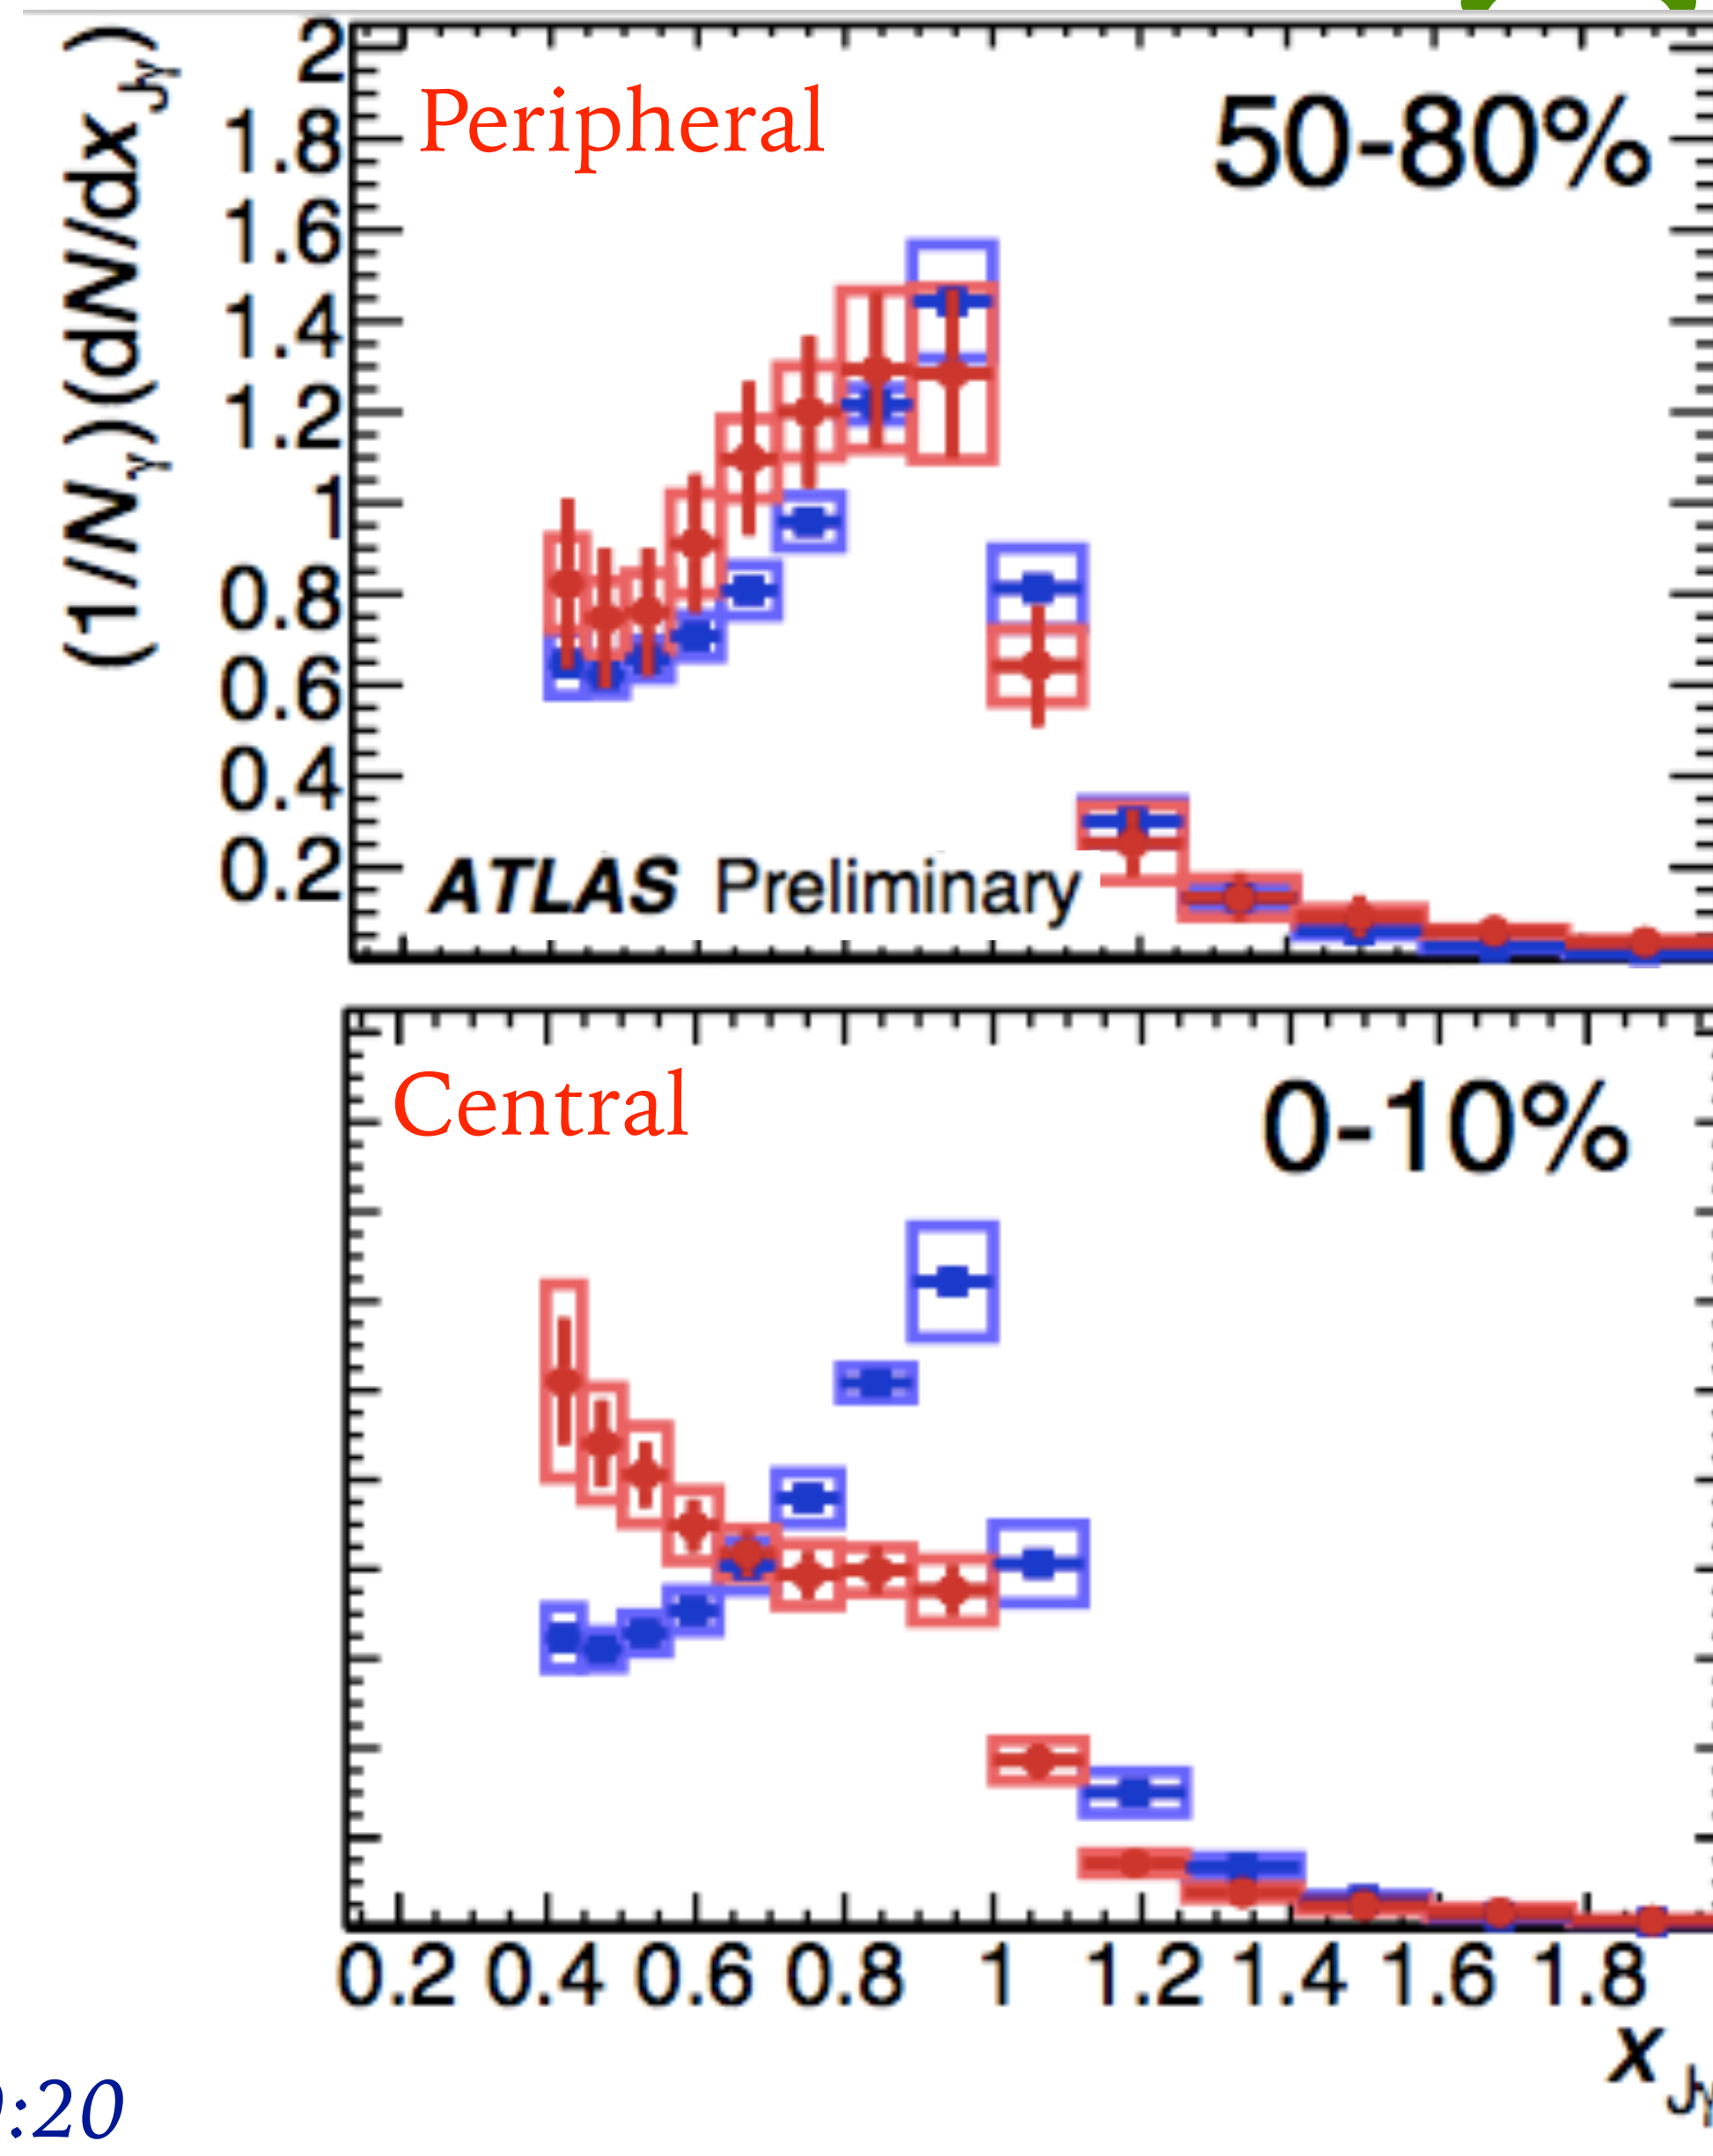 (1/Nγ)(dN/dxJγ)
2
1.8
1.6
1.4
1.2
1
0.8
0.6
0.4
0.2
Peripheral
50-80%
ATLAS Preliminary
Central
0-10%
0.2 0.4 0.6 0.8 1 1.2 1.4 1.6 1.8
xJγ
:20